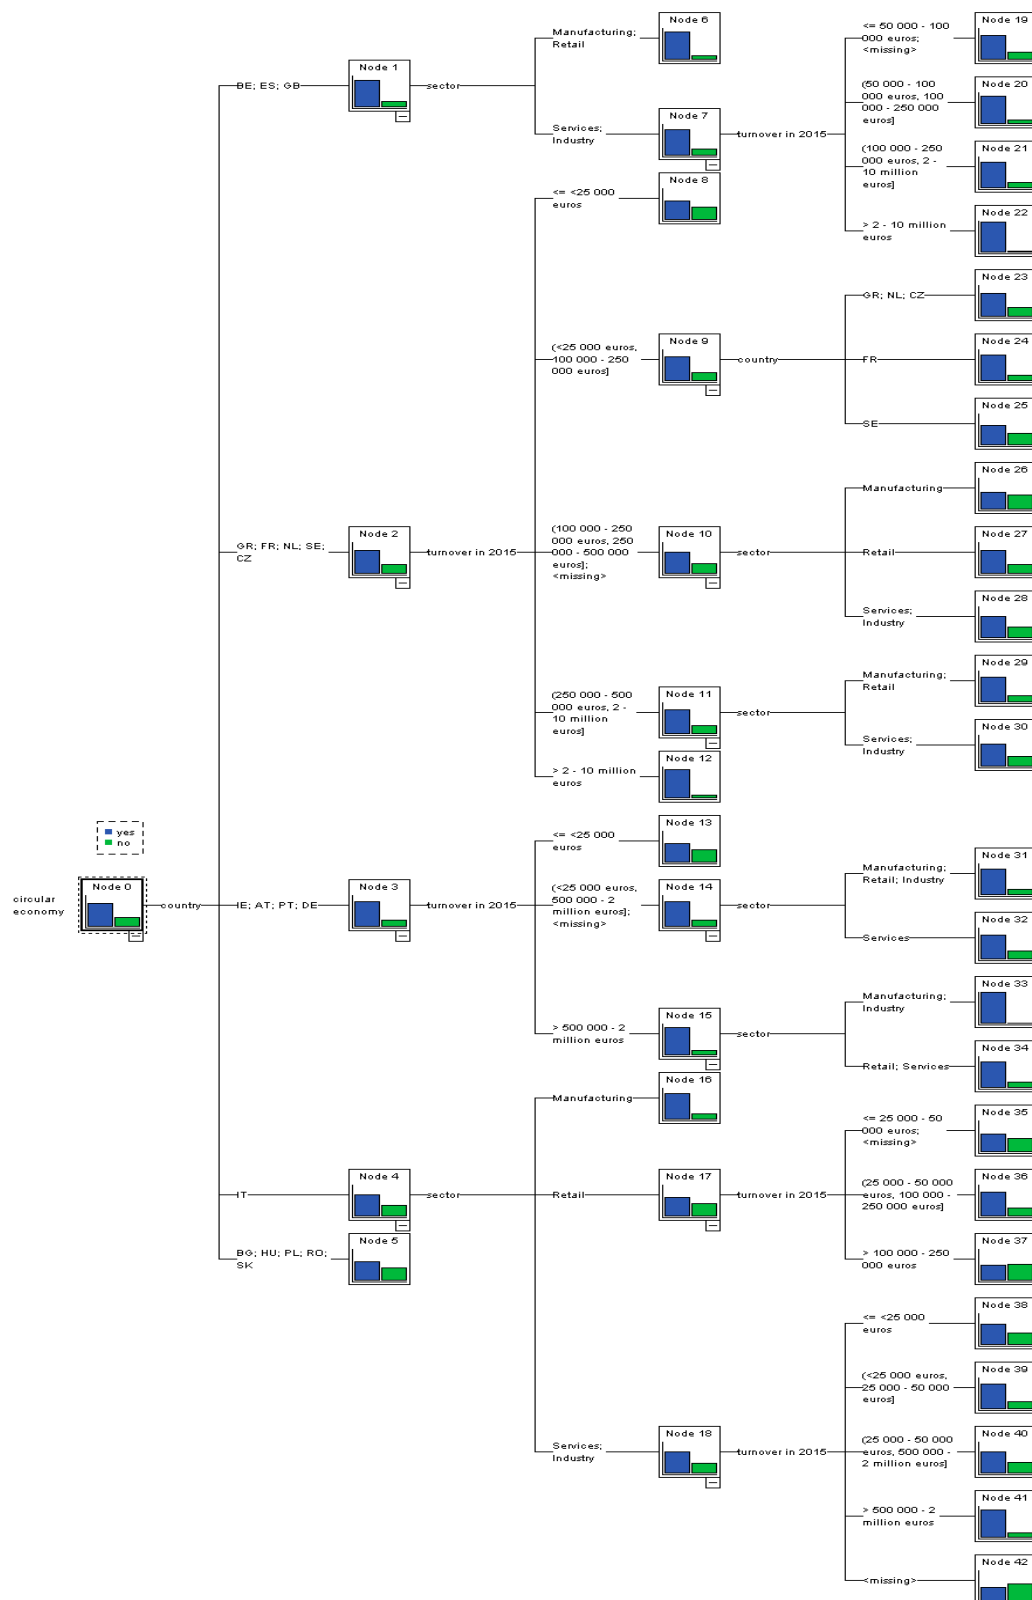 yes
no
circular
economy
Node 0
country
BE; ES; GB
Node 1
sector
Manufacturing;
Retail
Node 6
Services;
Industry
Node 7
turnover in 2015
<= 50 000 - 100
000 euros;
<missing>
Node 19
(50 000 - 100
000 euros, 100
000 - 250 000
euros]
Node 20
(100 000 - 250
000 euros, 2 -
10 million
euros]
Node 21
> 2 - 10 million
euros
Node 22
GR; FR; NL; SE;
CZ
Node 2
turnover in 2015
<= <25 000
euros
Node 8
(<25 000 euros,
100 000 - 250
000 euros]
Node 9
country
GR; NL; CZ
Node 23
FR
Node 24
SE
Node 25
(100 000 - 250
000 euros, 250
000 - 500 000
euros];
<missing>
Node 10
sector
Manufacturing
Node 26
Retail
Node 27
Services;
Industry
Node 28
(250 000 - 500
000 euros, 2 -
10 million
euros]
Node 11
sector
Manufacturing;
Retail
Node 29
Services;
Industry
Node 30
> 2 - 10 million
euros
Node 12
IE; AT; PT; DE
Node 3
turnover in 2015
<= <25 000
euros
Node 13
(<25 000 euros,
500 000 - 2
million euros];
<missing>
Node 14
sector
Manufacturing;
Retail; Industry
Node 31
Services
Node 32
> 500 000 - 2
million euros
Node 15
sector
Manufacturing;
Industry
Node 33
Retail; Services
Node 34
IT
Node 4
sector
Manufacturing
Node 16
Retail
Node 17
turnover in 2015
<= 25 000 - 50
000 euros;
<missing>
Node 35
(25 000 - 50 000
euros, 100 000 -
250 000 euros]
Node 36
> 100 000 - 250
000 euros
Node 37
Services;
Industry
Node 18
turnover in 2015
<= <25 000
euros
Node 38
(<25 000 euros,
25 000 - 50 000
euros]
Node 39
(25 000 - 50 000
euros, 500 000 -
2 million euros]
Node 40
> 500 000 - 2
million euros
Node 41
<missing>
Node 42
BG; HU; PL; RO;
SK
Node 5